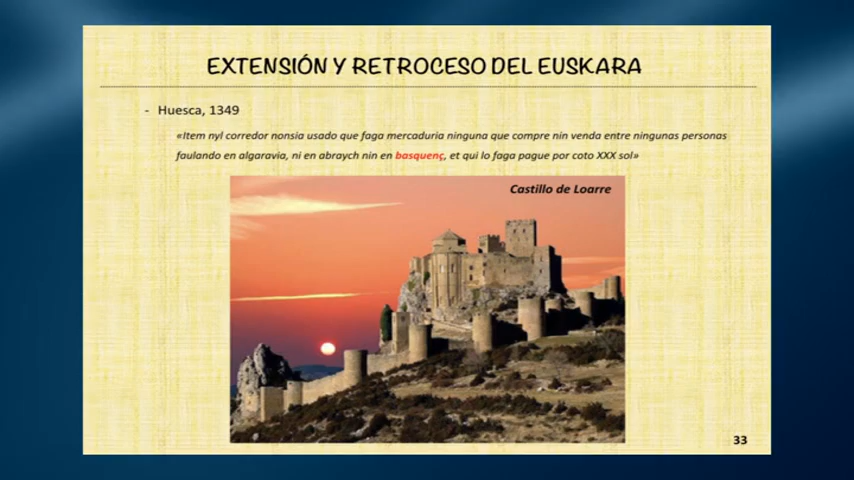 EXTENSIÓN Y RETROCESO DEL EUSKARA
- Huesca, 1349
«Item nyl corredor nonsia usado que faga mercaduria ninguna que compre nin venda entre ningunas personas
faulando en algaravia, ni en abraych nin en basquenç, et qui lo faga pague por coto XXX sol»
Castillo de Loarre
33